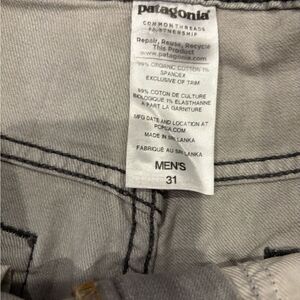 patagonia®
COMMON THREADS
PARTNERSHIP
Repair, Reuse, Recycle
This Product
www.patagonia.com
99% ORGANIC COTTON 1%
SPANDEX
EXCLUSIVE OF TRIM
99% COTON DE CULTURE
BIOLOGIQUE 1% ELASTHANNE
A PART LA GARNITURE
MFG DATE AND LOCATION AT
MADE IN SRI LANKA
FABRIQUÉ AU SRI LANKA
MEN'S
31